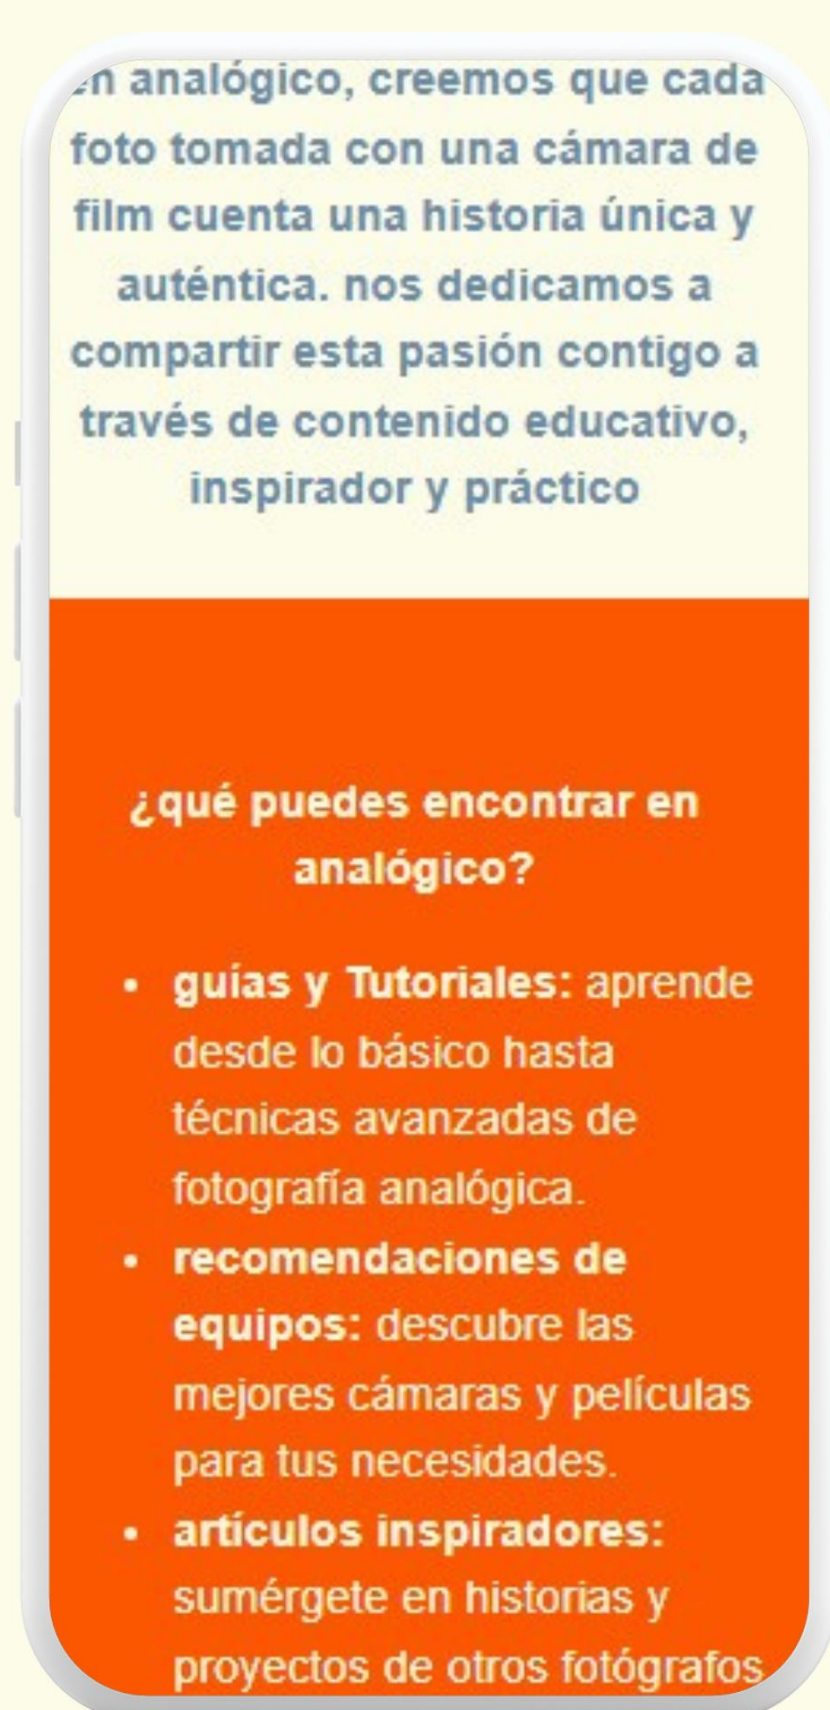 en analógico, creemos que cada
foto tomada con una cámara de
film cuenta una historia única y
auténtica. nos dedicamos a
compartir esta pasión contigo a
través de contenido educativo,
inspirador y práctico
¿qué puedes encontrar en
analógico?
• guías y Tutoriales: aprende
desde lo básico hasta
técnicas avanzadas de
fotografía analógica.
• recomendaciones de
equipos: descubre las
mejores cámaras y películas
para tus necesidades.
• artículos inspiradores:
sumérgete en historias y
proyectos de otros fotógrafos